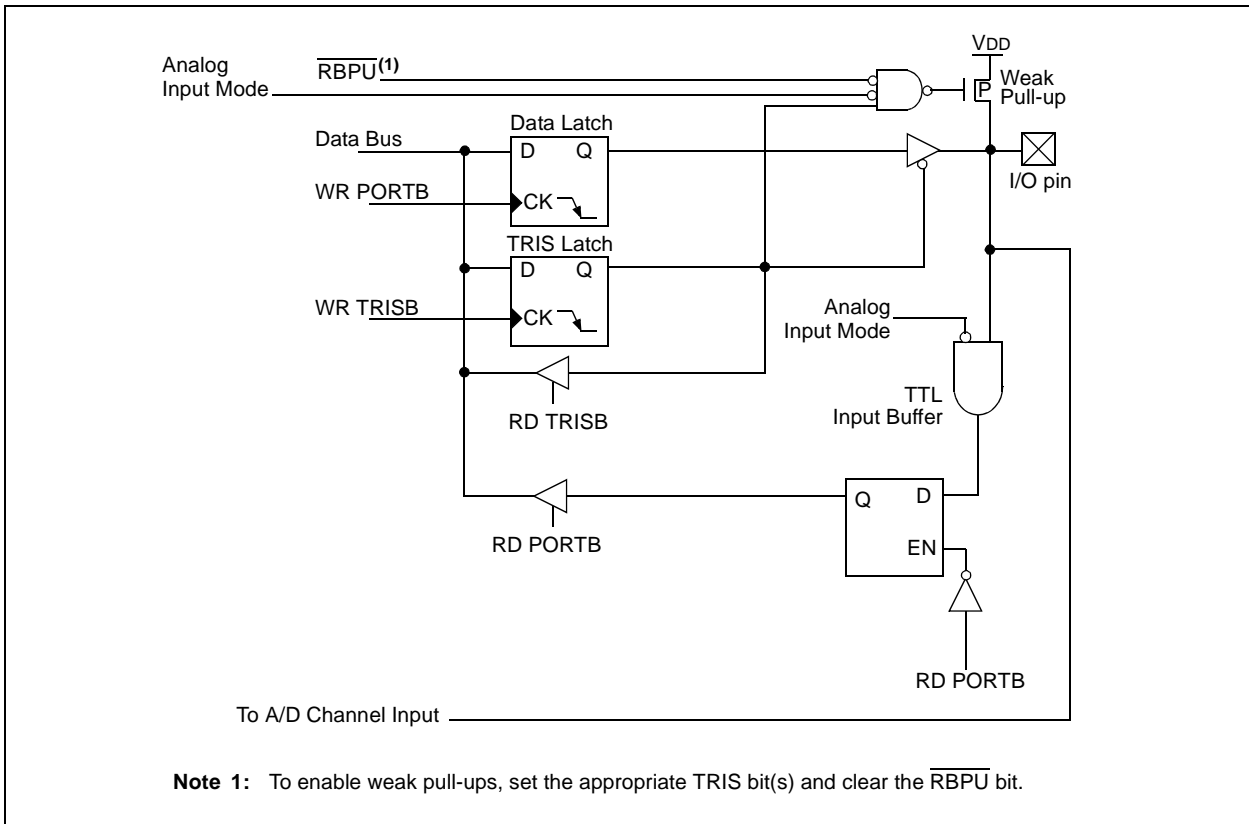 VDD
Analog
Input Mode
RBPU(1)
Weak
Pull-up
P
Data Bus
Data Latch
D Q
I/O pin
WR PORTB
CK
TRIS Latch
D Q
WR TRISB
CK
Analog
Input Mode
RD TRISB
TTL
Input Buffer
Q D
RD PORTB
EN
RD PORTB
To A/D Channel Input
Note 1: To enable weak pull-ups, set the appropriate TRIS bit(s) and clear the RBPU bit.